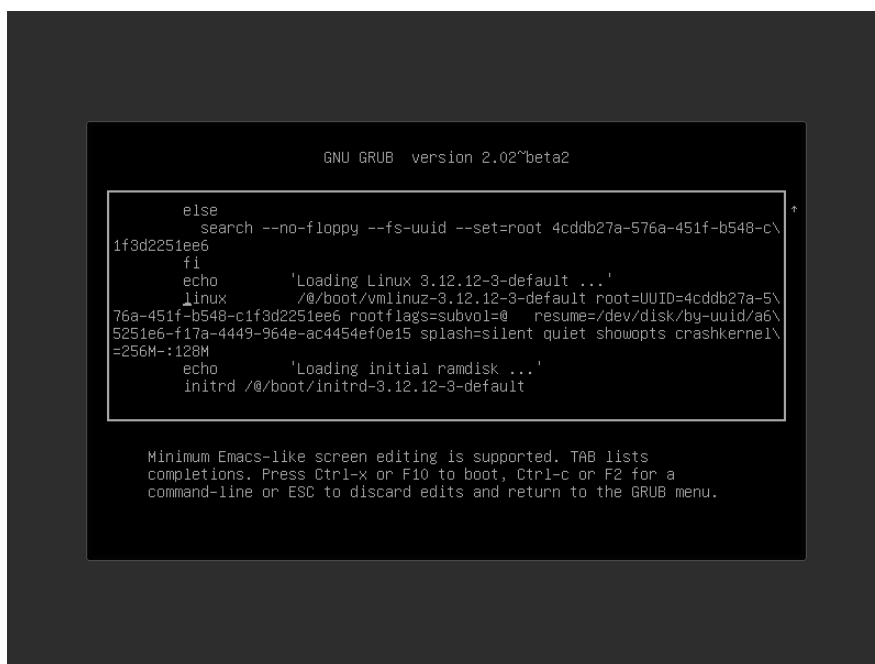 GNU GRUB version 2.02~beta2
else
search --no-floppy --fs-uuid --set=root 4cddb27a-576a-451f-b548-c\
1f3d2251ee6
fi
echo 'Loading Linux 3.12.12-3-default ...'
linux /@/boot/vmlinuz-3.12.12-3-default root=UUID=4cddb27a-5\
76a-451f-b548-c1f3d2251ee6 rootflags=subvol=@ resume=/dev/disk/by-uuid/a6\
5251e6-f17a-4449-964e-ac4454ef0e15 splash=silent quiet showopts crashkernel\
=256M-:128M
echo 'Loading initial ramdisk ...'
initrd /@/boot/initrd-3.12.12-3-default
Minimum Emacs-like screen editing is supported. TAB lists
completions. Press Ctrl-x or F10 to boot, Ctrl-c or F2 for a
command-line or ESC to discard edits and return to the GRUB menu.